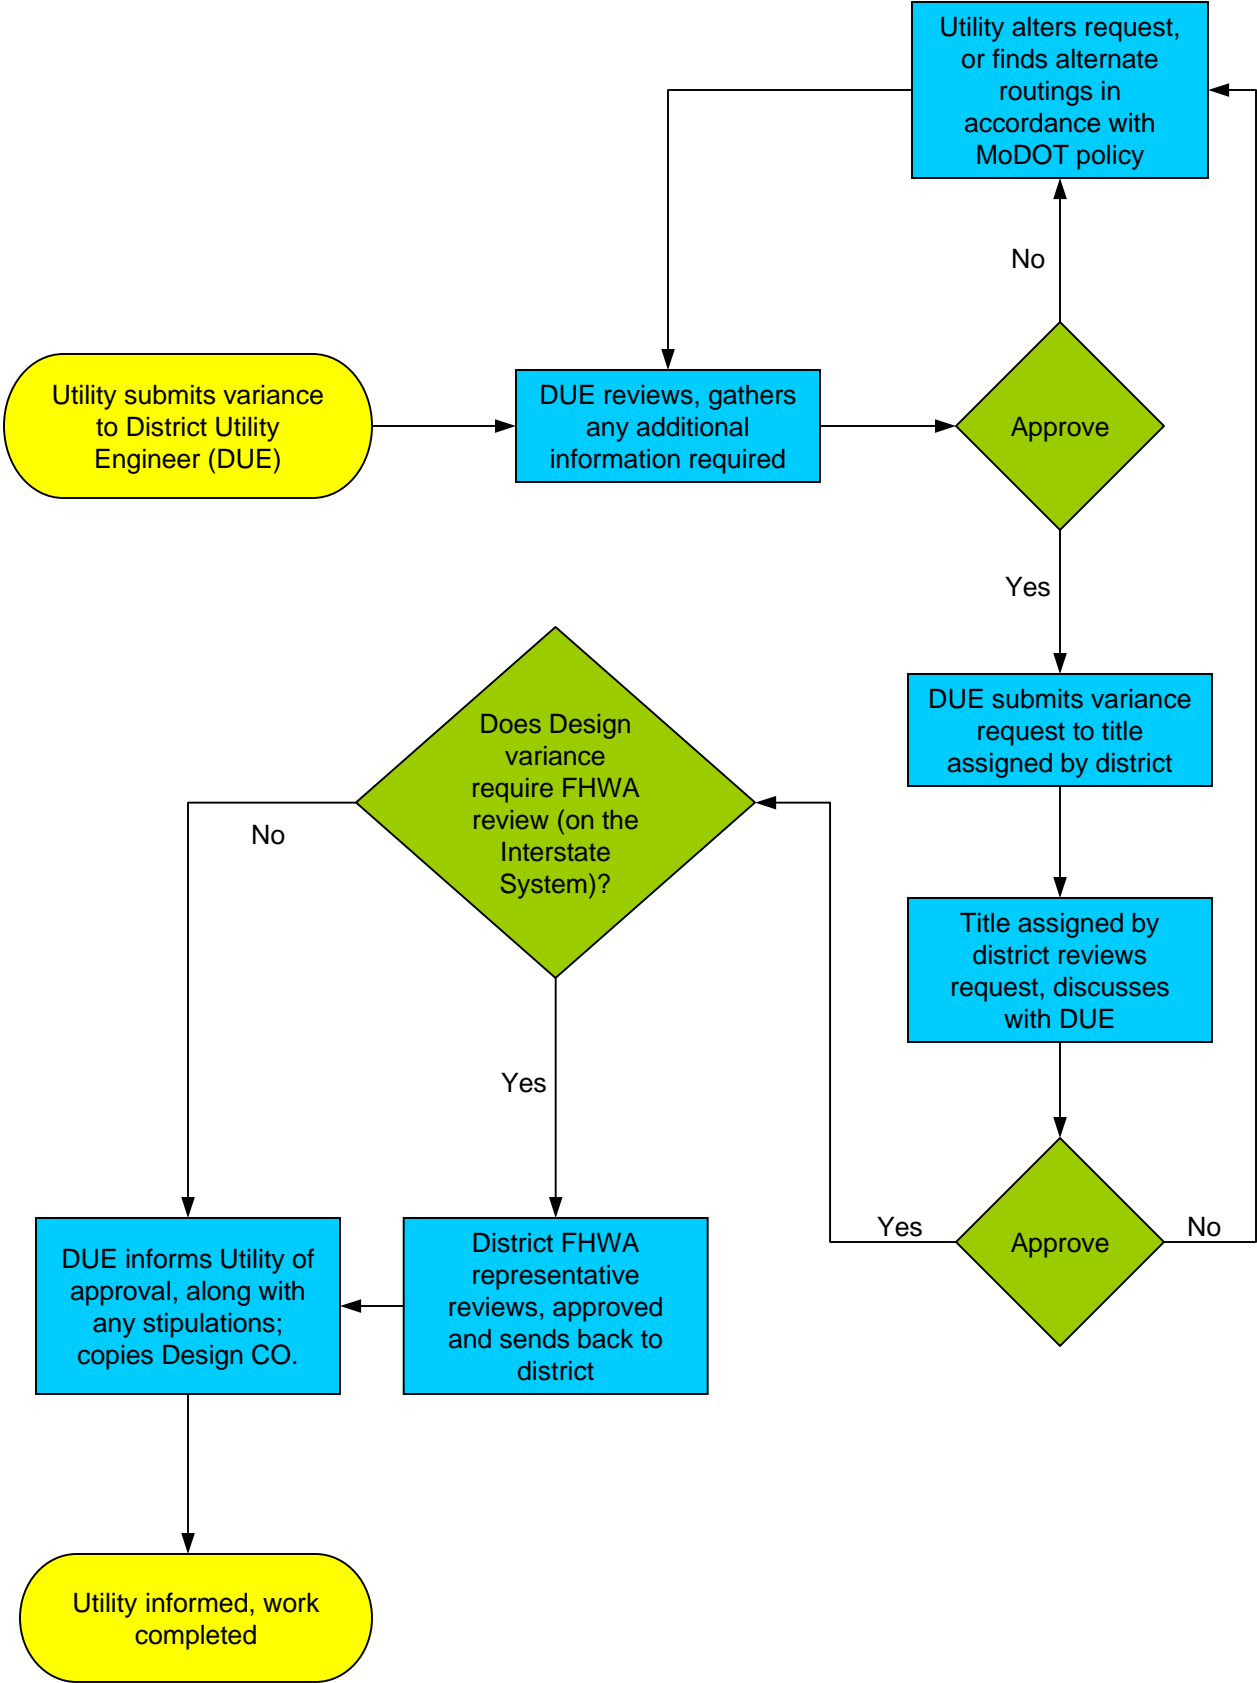 Utility alters request,
or finds alternate
routings in
accordance with
MoDOT policy
No
Utility submits variance
to District Utility
Engineer (DUE)
DUE reviews, gathers
any additional
information required
Approve
Yes
DUE submits variance
request to title
assigned by district
Does Design
variance
require FHWA
review (on the
Interstate
System)?
No
Title assigned by
district reviews
request, discusses
with DUE
Yes
Yes
Approve
No
DUE informs Utility of
approval, along with
any stipulations;
copies Design CO.
District FHWA
representative
reviews, approved
and sends back to
district
Utility informed, work
completed